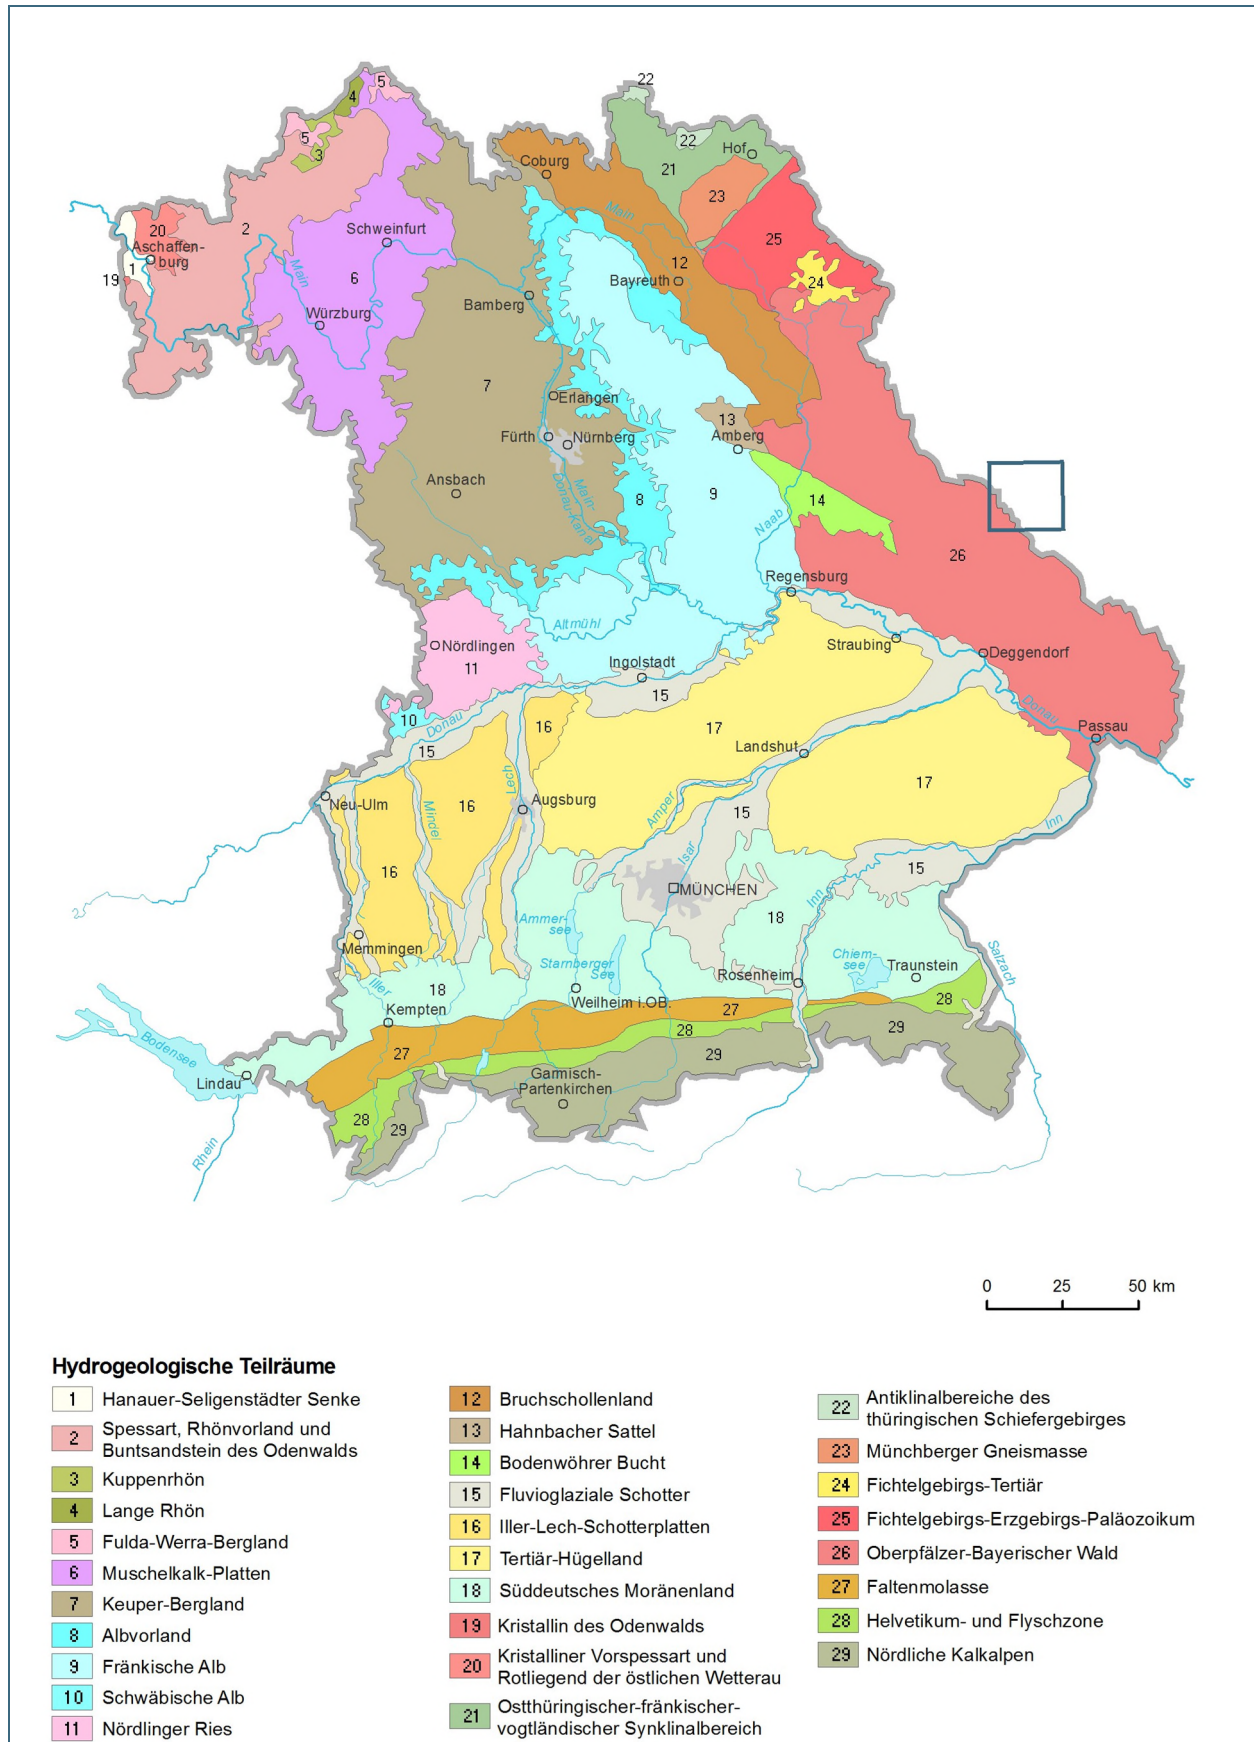 22
5
4
5
3
22
Hof
Coburg
21
23
Main
20
2
Schweinfurt
25
Aschaffen-
burg
1
19
Main
6
12
Bayreuth
24
Bamberg
Würzburg
7
Erlangen
13
Fürth
Nürnberg
Amberg
Ansbach
Main-
Donau-Kanal
8
9
14
Naab
26
Regensburg
Altmühl
Straubing
Nördlingen
11
Ingolstadt
Deggendorf
15
Donau
10
Donau
16
17
Passau
15
Landshut
Lech
17
Neu-Ulm
Mindel
16
Augsburg
Amper
15
Inn
Isar
16
15
MÜNCHEN
Inn
Ammer-
see
18
Memmingen
Starnberger
See
Chiem-
see
Salzach
Rosenheim
Traunstein
Iller
18
Kempten
Weilheim i.OB.
27
28
28
29
Bodensee
27
29
Lindau
Garmisch-
Partenkirchen
28
29
Rhein
0 25 50 km
Hydrogeologische Teilräume
1 Hanauer-Seligenstädter Senke
2 Spessart, Rhönvorland und
Buntsandstein des Odenwalds
3 Kuppenrhön
4 Lange Rhön
5 Fulda-Werra-Bergland
6 Muschelkalk-Platten
7 Keuper-Bergland
8 Albvorland
9 Fränkische Alb
10 Schwäbische Alb
11 Nördlinger Ries
12 Bruchschollenland
13 Hahnbacher Sattel
14 Bodenwöhrer Bucht
15 Fluvioglaziale Schotter
16 Iller-Lech-Schotterplatten
17 Tertiär-Hügelland
18 Süddeutsches Moränenland
19 Kristallin des Odenwalds
20 Kristalliner Vorspessart und
Rotliegend der östlichen Wetterau
21 Ostthüringischer-fränkischer-
vogtländischer Synklinalbereich
22 Antiklinalbereiche des
thüringischen Schiefergebirges
23 Münchberger Gneismasse
24 Fichtelgebirgs-Tertiär
25 Fichtelgebirgs-Erzgebirgs-Paläozoikum
26 Oberpfälzer-Bayerischer Wald
27 Faltenmolasse
28 Helvetikum- und Flyschzone
29 Nördliche Kalkalpen